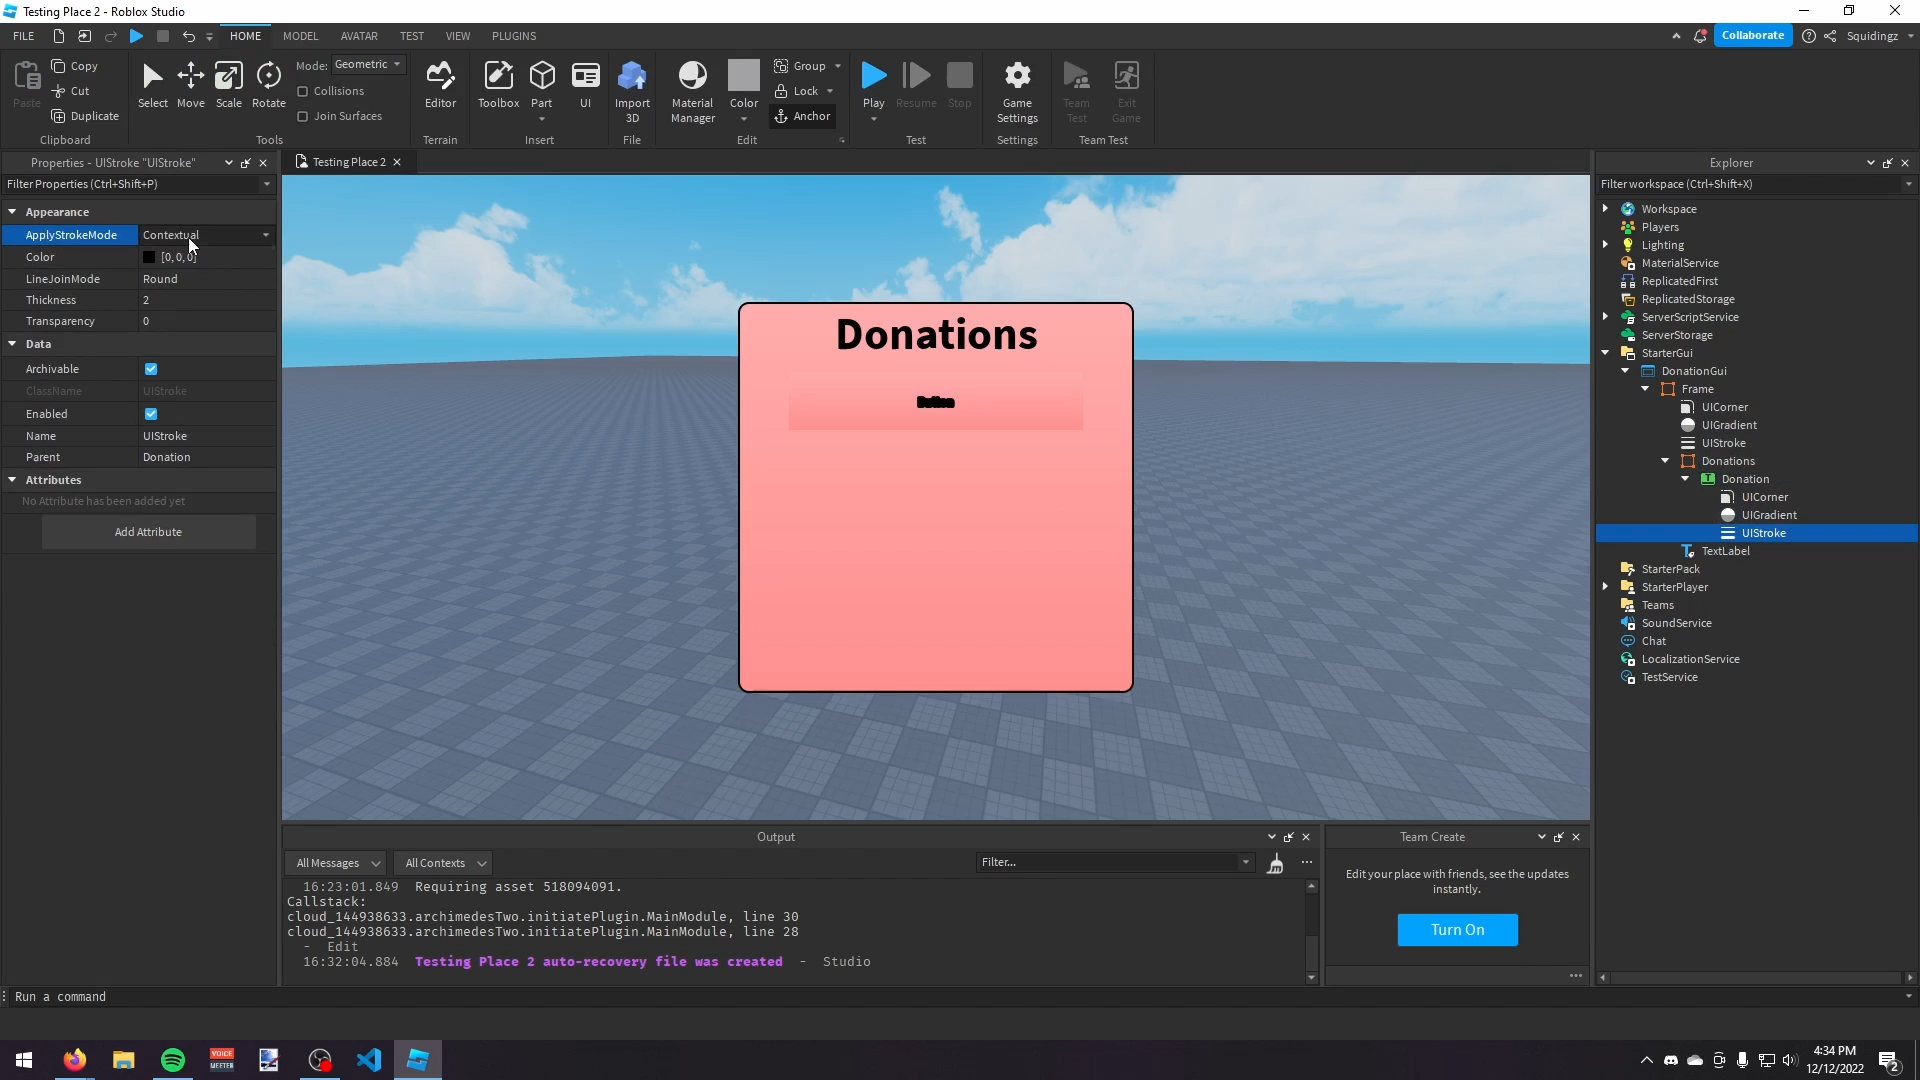 Testing Place 2 - Roblox Studio
FILE HOME MODEL AVATAR TEST VIEW PLUGINS Collaborate Squidingz
Paste Copy Cut Duplicate Clipboard
Select Move Scale Rotate Mode: Geometric Collisions Join Surfaces Tools
Editor Terrain
Toolbox Part UI Insert
Import 3D File
Material Manager Color Group Lock Anchor Edit
Play Resume Stop Test
Game Settings Settings
Team Test Exit Game Team Test
Properties - UIStroke "UIStroke"
Filter Properties (Ctrl+Shift+P)
Appearance
ApplyStrokeMode Contextual
Color [0, 0, 0]
LineJoinMode Round
Thickness 2
Transparency 0
Data
Archivable
ClassName UIStroke
Enabled
Name UIStroke
Parent Donation
Attributes
No Attribute has been added yet
Add Attribute
Testing Place 2
Donations
Button
Explorer
Filter workspace (Ctrl+Shift+X)
Workspace
Players
Lighting
MaterialService
ReplicatedFirst
ReplicatedStorage
ServerScriptService
ServerStorage
StarterGui
DonationGui
Frame
UICorner
UIGradient
UIStroke
Donations
Donation
UICorner
UIGradient
UIStroke
TextLabel
StarterPack
StarterPlayer
Teams
SoundService
Chat
LocalizationService
TestService
Output
All Messages All Contexts Filter...
16:23:01.849 Requiring asset 518094091.
Callstack:
cloud_144938633.archimedesTwo.initiatePlugin.MainModule, line 30
cloud_144938633.archimedesTwo.initiatePlugin.MainModule, line 28
- Edit
16:32:04.884 Testing Place 2 auto-recovery file was created - Studio
Team Create
Edit your place with friends, see the updates
instantly.
Turn On
Run a command
VOICE
MEETER
4:34 PM
12/12/2022
2